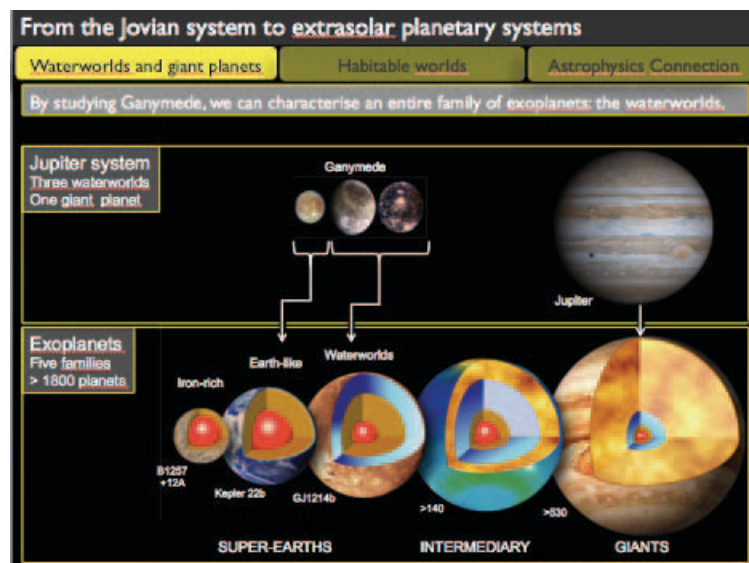 From the Jovian system to extrasolar planetary systems
Waterworlds and giant planets
Habitable worlds
Astrophysics Connection
By studying Ganymede, we can characterise an entire family of exoplanets: the waterworlds.
Jupiter system
Three waterworlds
One giant planet
Ganymede
Jupiter
Exoplanets
Five families
> 1800 planets
Iron-rich
Earth-like
Waterworlds
B1257
+12A
Kepler 22b
GJ1214b
>140
>530
SUPER-EARTHS
INTERMEDIARY
GIANTS